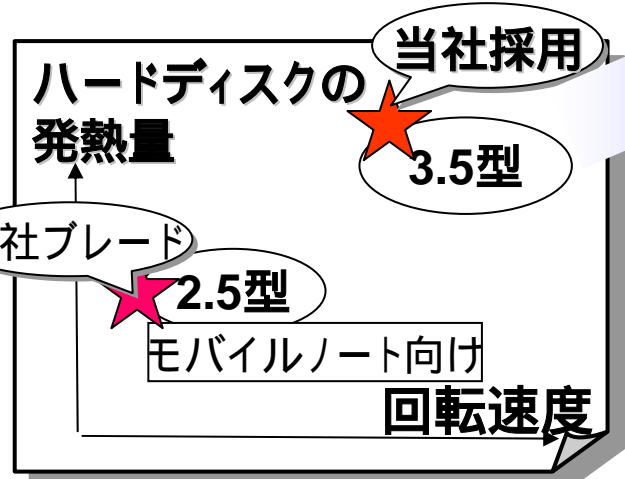 当社採用
ハードディスクの
発熱量
3.5型
社ブレード
2.5型
モバイルノート向け
回転速度